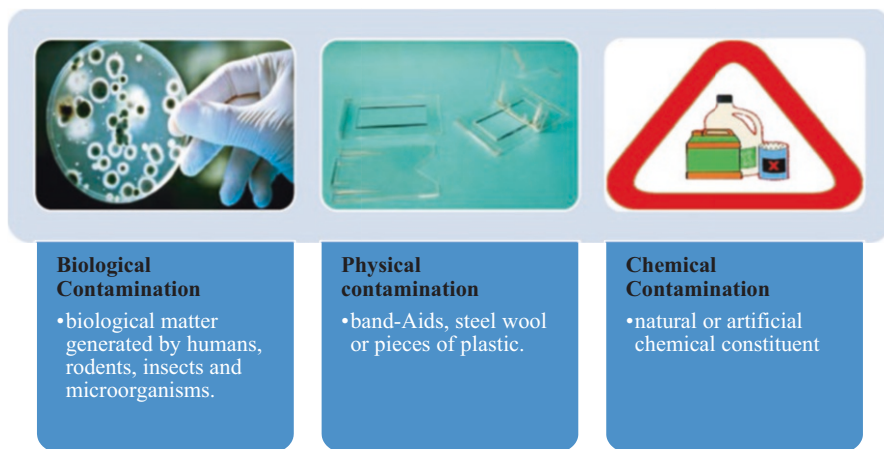 Biological
Contamination
•biological matter
generated by humans,
rodents, insects and
microorganisms.
Physical
contamination
•band-Aids, steel wool
or pieces of plastic.
Chemical
Contamination
•natural or artificial
chemical constituent